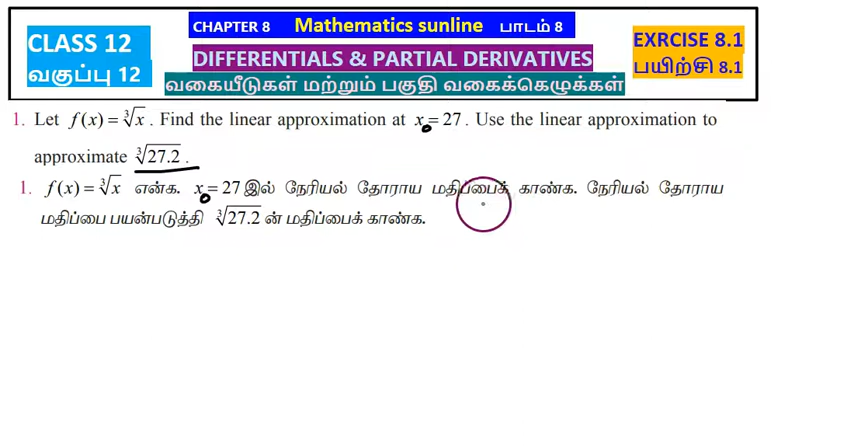 CLASS 12
வகுப்பு 12
CHAPTER 8 Mathematics sunline பாடம் 8
DIFFERENTIALS & PARTIAL DERIVATIVES
வகையீடுகள் மற்றும் பகுதி வகைக்கெழுக்கள்
EXRCISE 8.1
பயிற்சி 8.1
1. Let f(x) = ∛x . Find the linear approximation at x₀ = 27 . Use the linear approximation to
approximate ∛27.2 .
1. f(x) = ∛x என்க. x₀ = 27 இல் நேரியல் தோராய மதிப்பைக் காண்க. நேரியல் தோராய
மதிப்பை பயன்படுத்தி ∛27.2 ன் மதிப்பைக் காண்க.